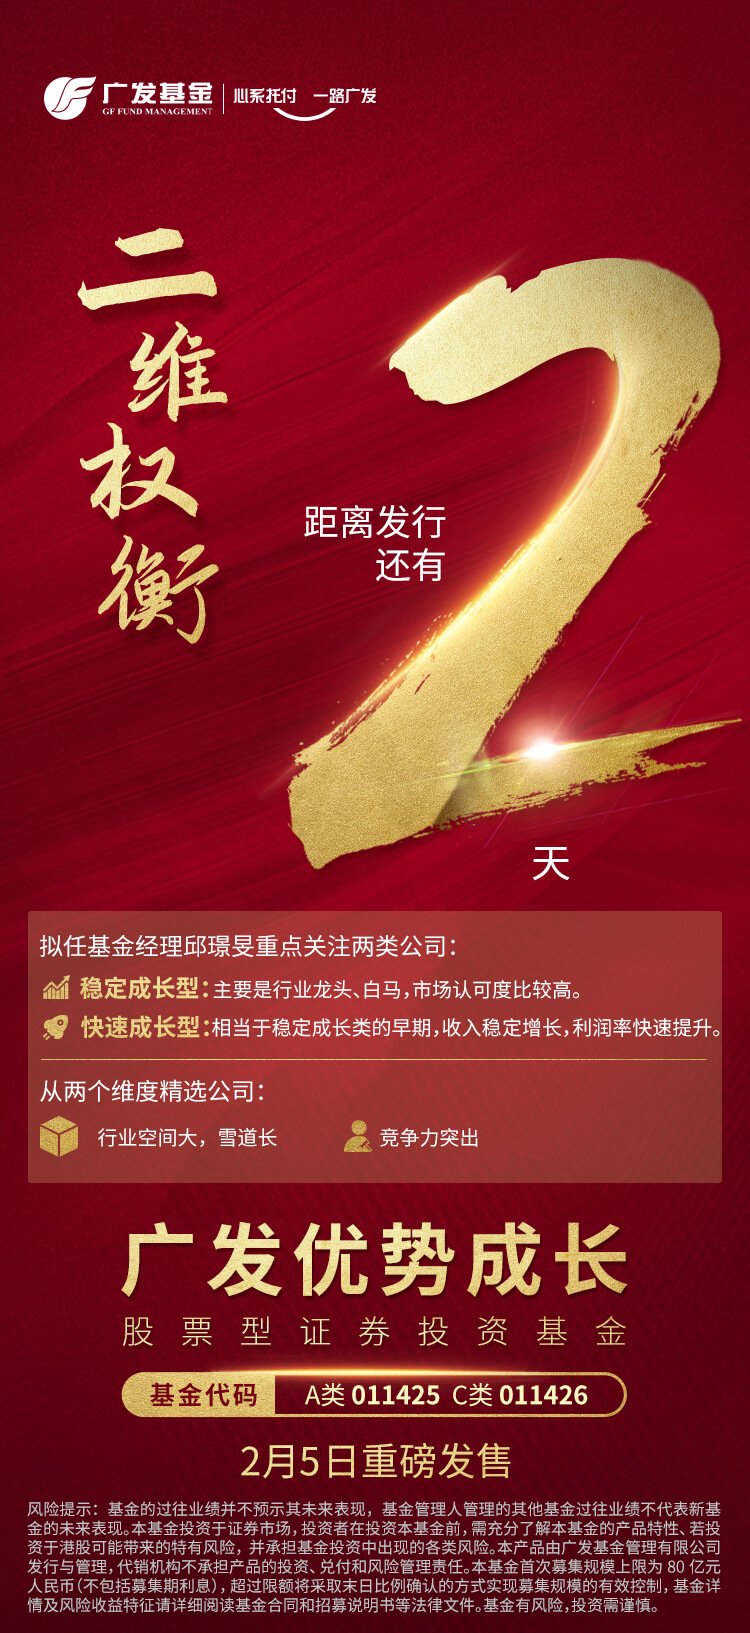 广发基金
GF FUND MANAGEMENT
心系托付 一路广发
二维权衡
距离发行
还有
2
天
拟任基金经理邱璟旻重点关注两类公司：
稳定成长型：主要是行业龙头、白马，市场认可度比较高。
快速成长型：相当于稳定成长类的早期，收入稳定增长，利润率快速提升。
从两个维度精选公司：
行业空间大，雪道长
竞争力突出
广发优势成长
股票型证券投资基金
基金代码 A类 011425 C类 011426
2月5日重磅发售
风险提示：基金的过往业绩并不预示其未来表现，基金管理人管理的其他基金过往业绩不代表新基
金的未来表现。本基金投资于证券市场，投资者在投资本基金前，需充分了解本基金的产品特性、若投
资于港股可能带来的特有风险，并承担基金投资中出现的各类风险。本产品由广发基金管理有限公司
发行与管理，代销机构不承担产品的投资、兑付和风险管理责任。本基金首次募集规模上限为 80 亿元
人民币（不包括募集期利息），超过限额将采取末日比例确认的方式实现募集规模的有效控制，基金详
情及风险收益特征请详细阅读基金合同和招募说明书等法律文件。基金有风险，投资需谨慎。